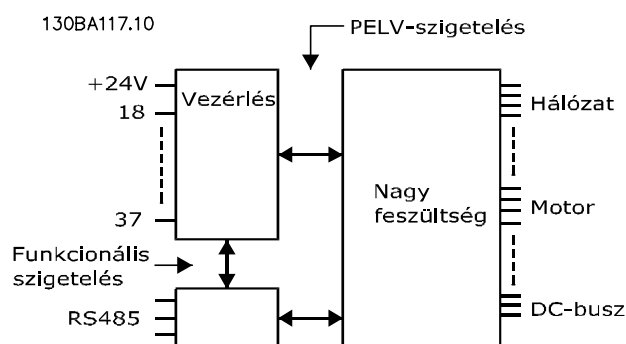 130BA117.10
PELV-szigetelés
+24V
Vezérlés
18
Hálózat
37
Nagy
feszültség
Motor
Funkcionális
szigetelés
RS485
DC-busz